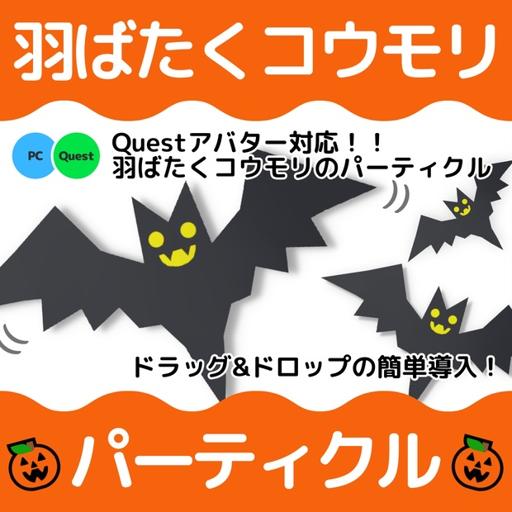 羽ばたくコウモリ
PC
Quest
Questアバター対応！！
羽ばたくコウモリのパーティクル
ドラッグ&ドロップの簡単導入！
パーティクル